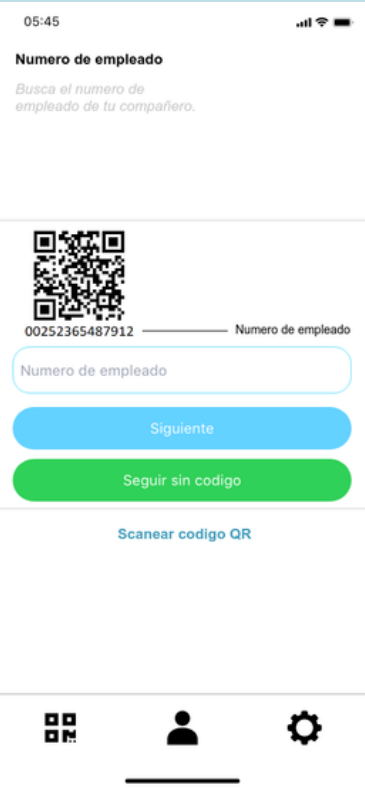 05:45
Numero de empleado
Busca el numero de
empleado de tu compañero.
00252365487912
Numero de empleado
Numero de empleado
Siguiente
Seguir sin codigo
Scanear codigo QR